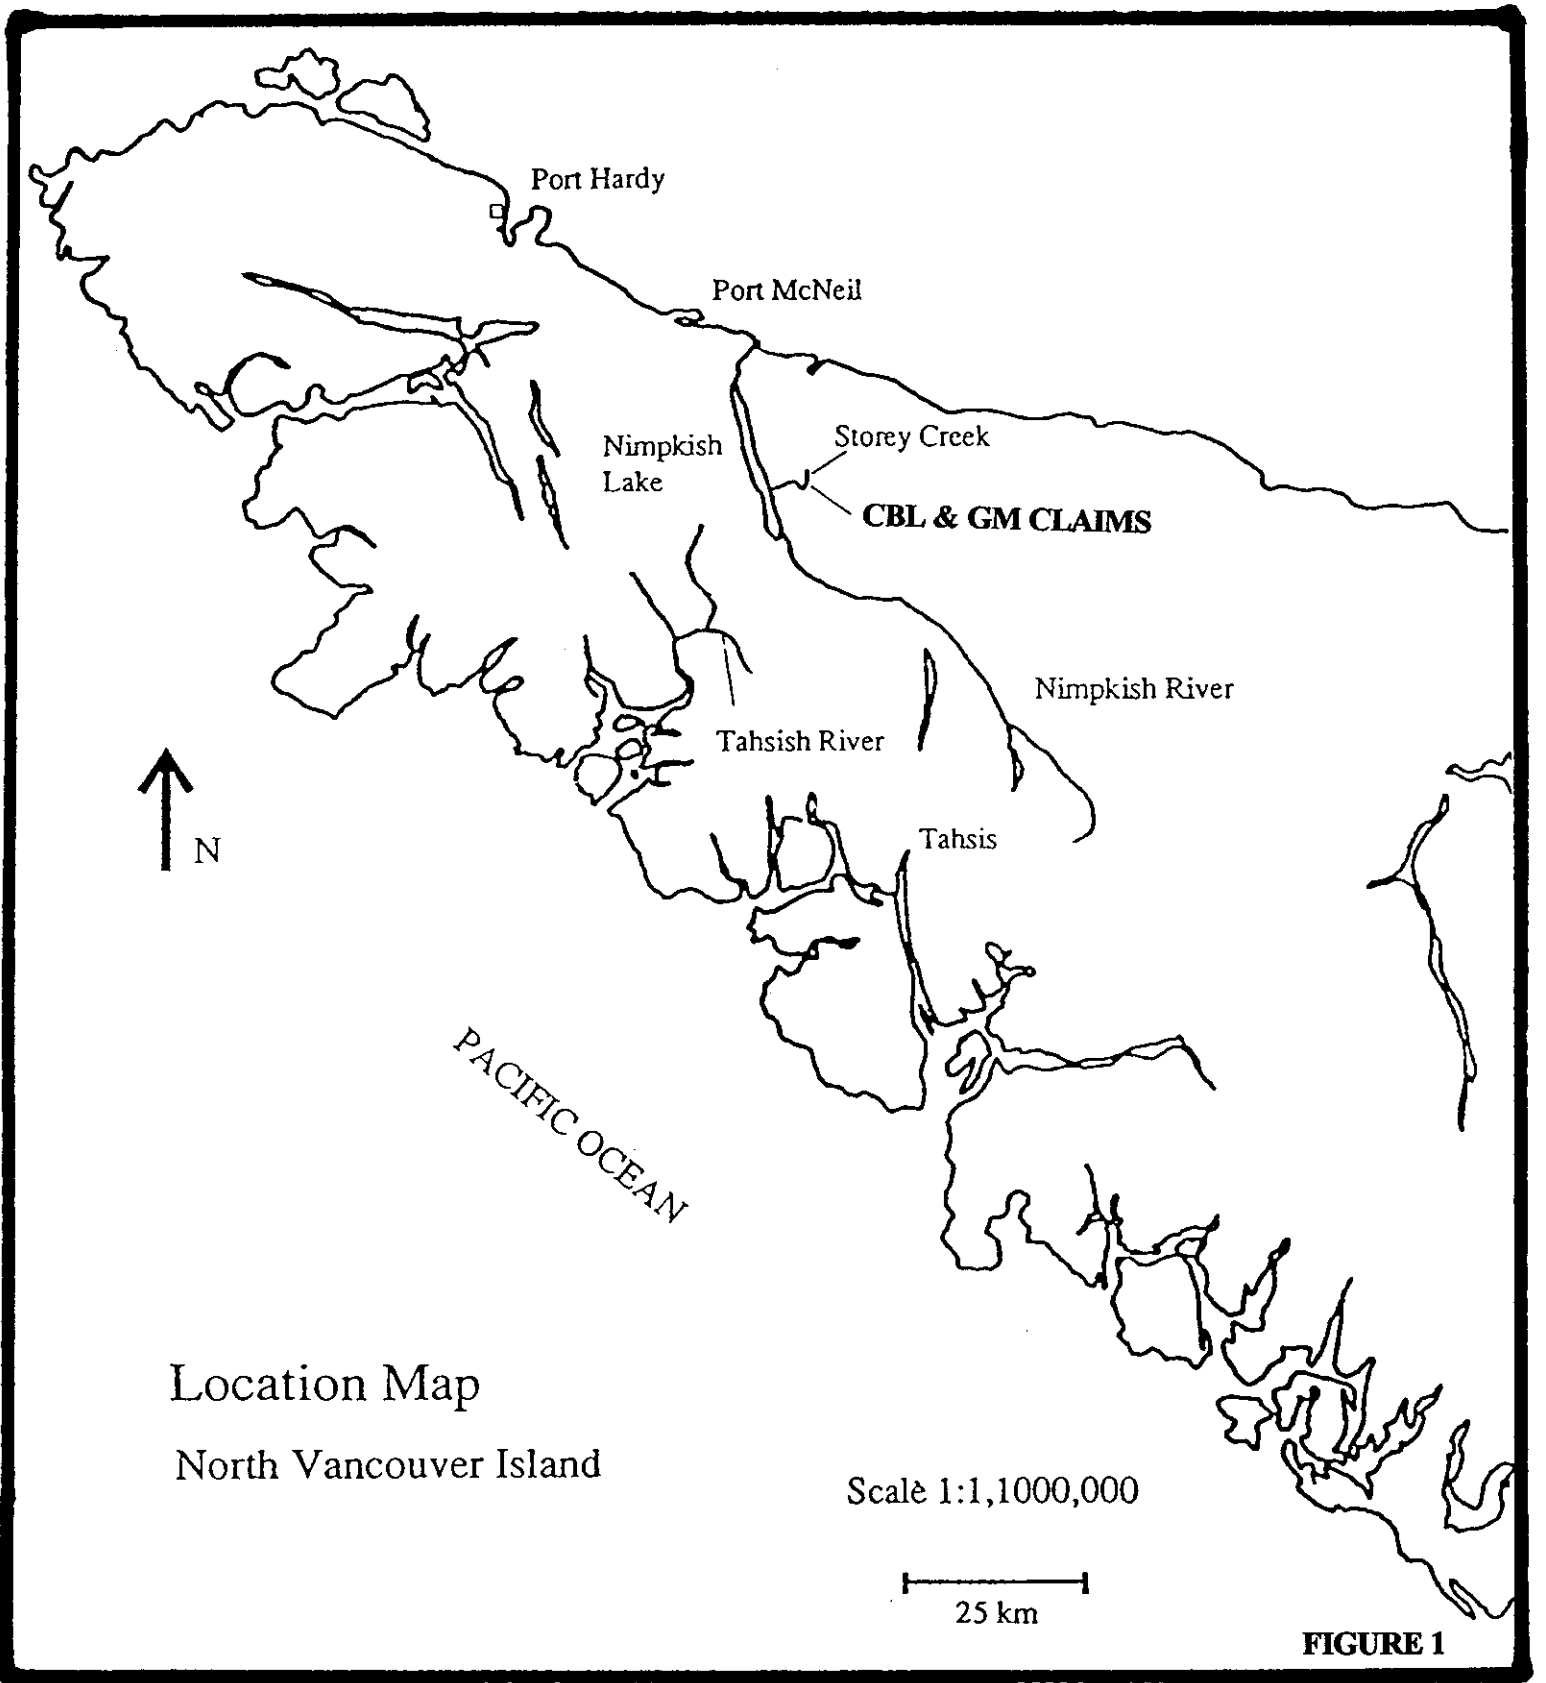 Port Hardy
Port McNeil
Storey Creek
Nimpkish
Lake
CBL & GM CLAIMS
Nimpkish River
Tahsish River
Tahsis
N
PACIFIC OCEAN
Location Map
North Vancouver Island
Scale 1:1,1000,000
25 km
FIGURE 1